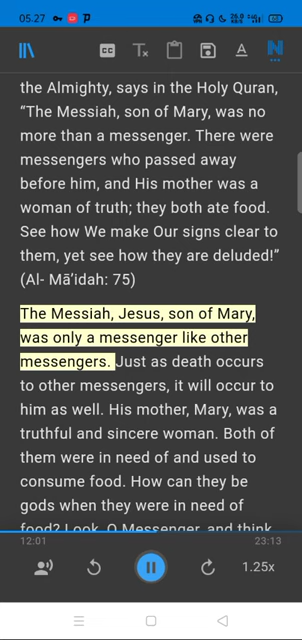 05.27
the Almighty, says in the Holy Quran,
“The Messiah, son of Mary, was no
more than a messenger. There were
messengers who passed away
before him, and His mother was a
woman of truth; they both ate food.
See how We make Our signs clear to
them, yet see how they are deluded!”
(Al- Mā’idah: 75)
The Messiah, Jesus, son of Mary,
was only a messenger like other
messengers. Just as death occurs
to other messengers, it will occur to
him as well. His mother, Mary, was a
truthful and sincere woman. Both of
them were in need of and used to
consume food. How can they be
gods when they were in need of
food? Look, O Messenger, and think
12:01 23:13
1.25x